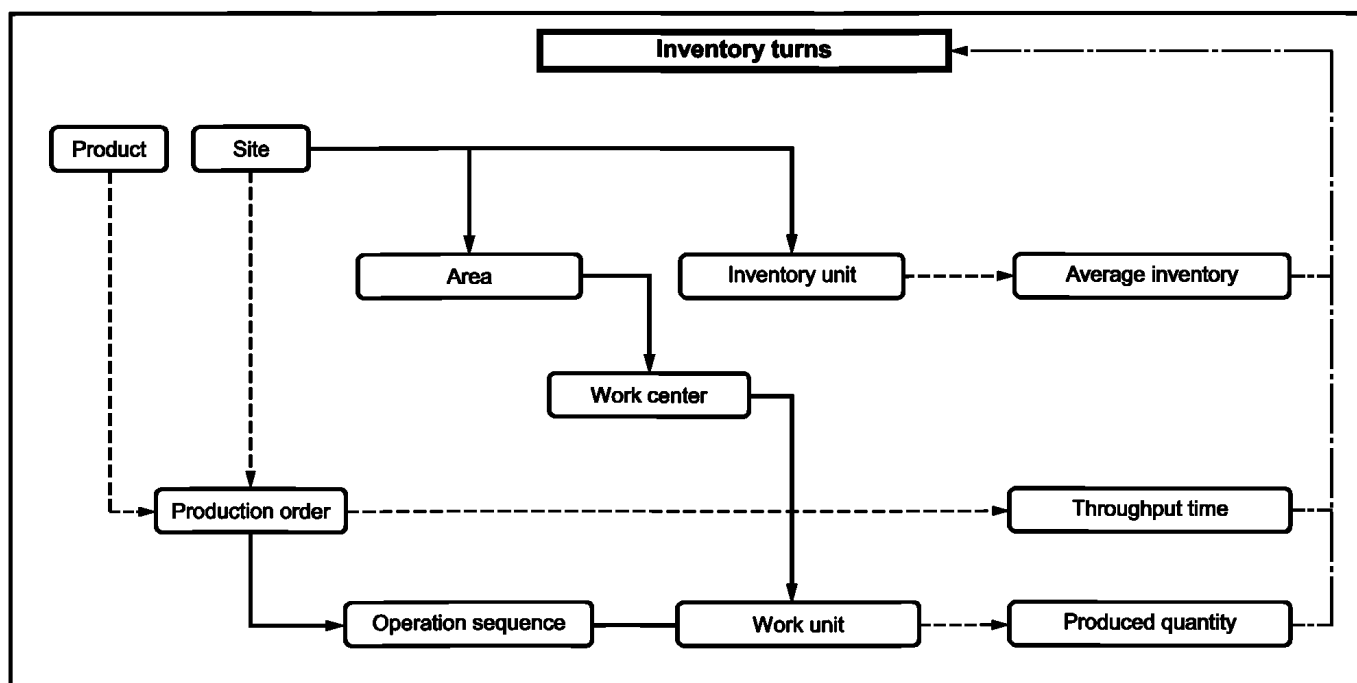 Inventory turns
Product
Site
Area
Inventory unit
Average inventory
Work center
Production order
Throughput time
Operation sequence
Work unit
Produced quantity